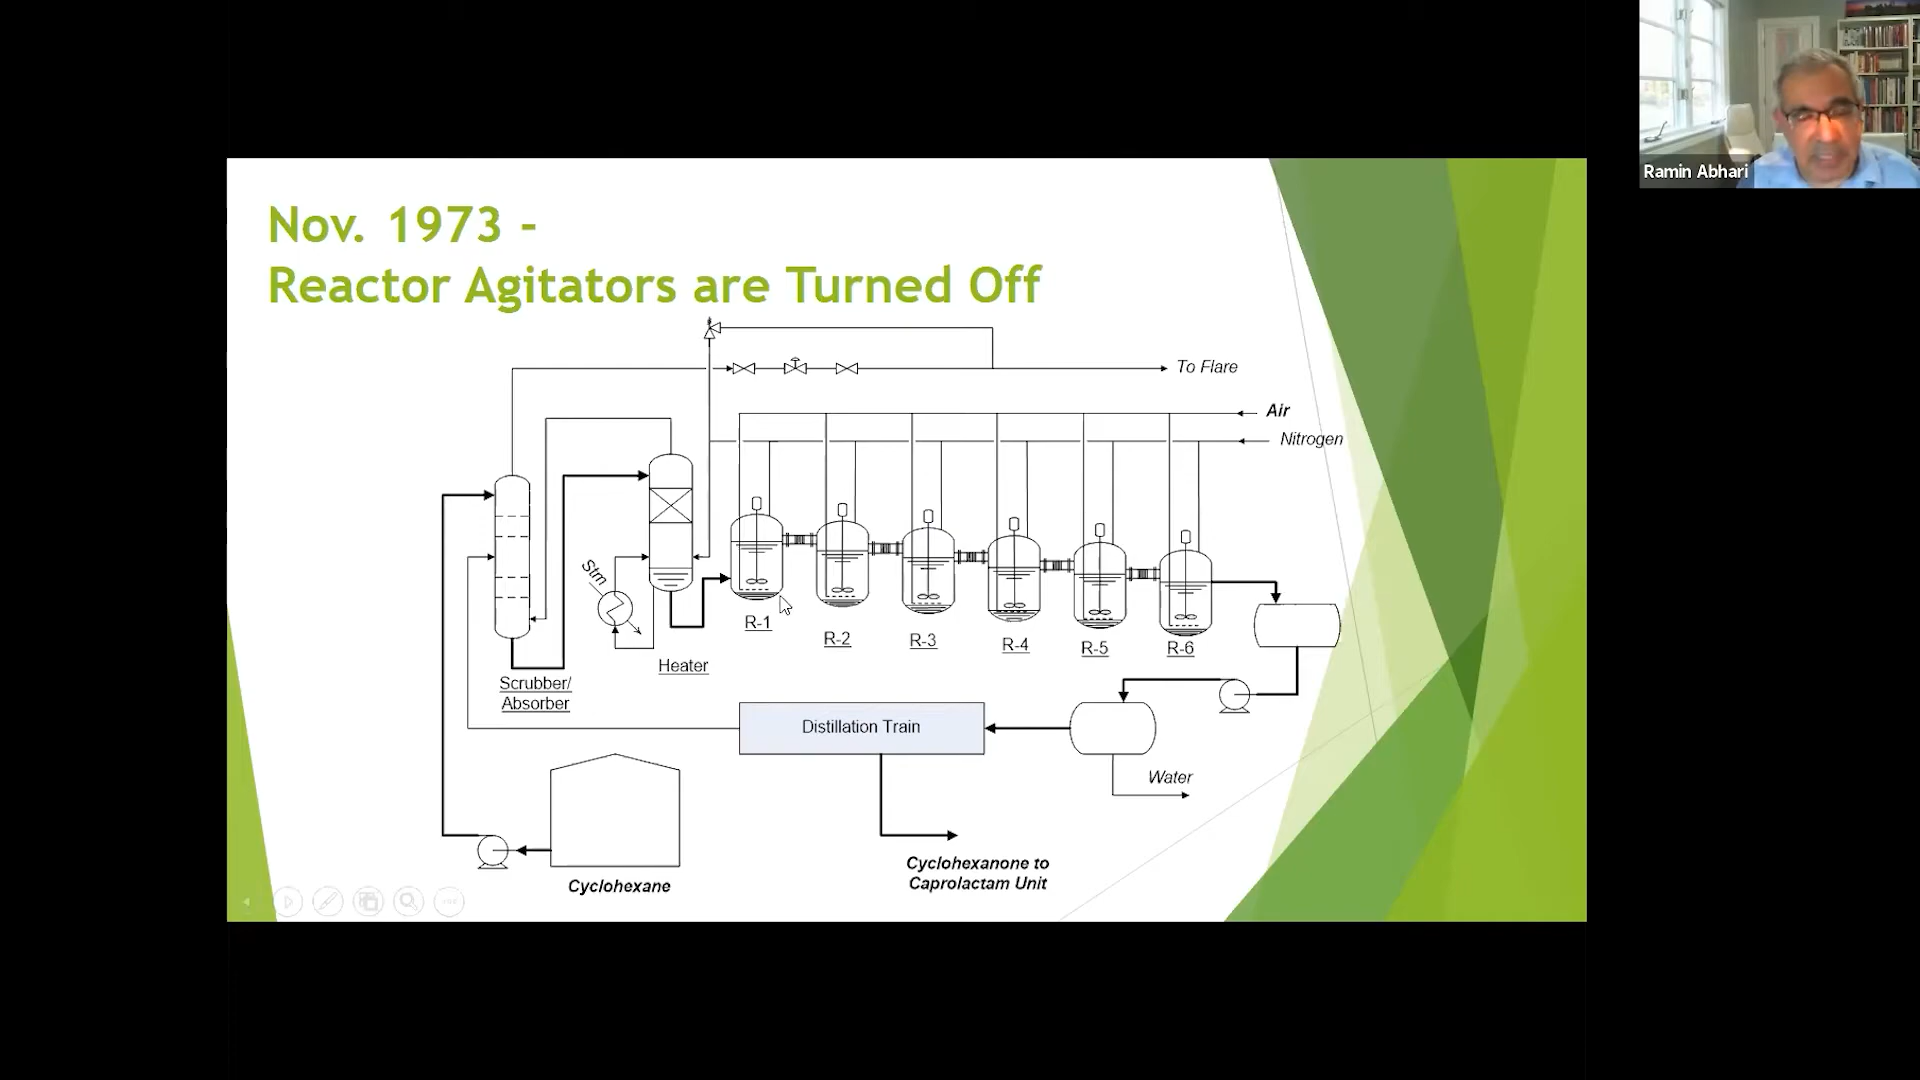 Ramin Abhari
Nov. 1973 -
Reactor Agitators are Turned Off
To Flare
Air
Nitrogen
Stm
R-1
R-2
R-3
R-4
R-5
R-6
Heater
Scrubber/
Absorber
Distillation Train
Water
Cyclohexanone to
Caprolactam Unit
Cyclohexane